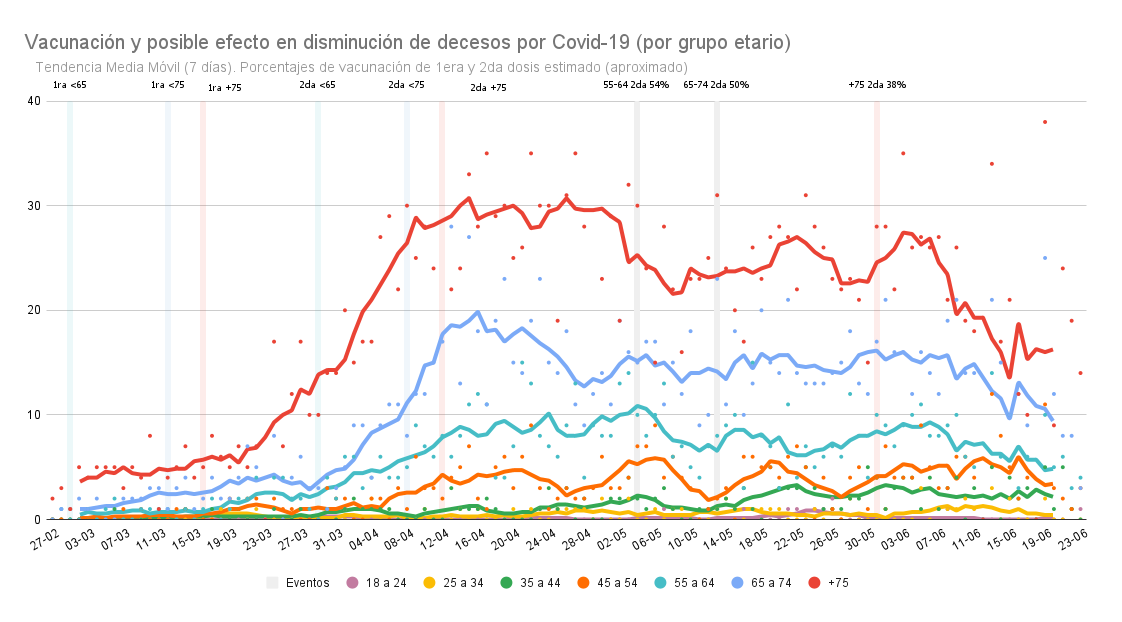 Vacunación y posible efecto en disminución de decesos por Covid-19 (por grupo etario)
Tendencia Media Móvil (7 días). Porcentajes de vacunación de 1era y 2da dosis estimado (aproximado)
1ra <65 1ra <75 1ra +75 2da <65 2da <75 2da +75 55-64 2da 54% 65-74 2da 50% +75 2da 38%
40
30
20
10
0
27-02 03-03 07-03 11-03 15-03 19-03 23-03 27-03 31-03 04-04 08-04 12-04 16-04 20-04 24-04 28-04 02-05 06-05 10-05 14-05 18-05 22-05 26-05 30-05 03-06 07-06 11-06 15-06 19-06 23-06
Eventos 18 a 24 25 a 34 35 a 44 45 a 54 55 a 64 65 a 74 +75